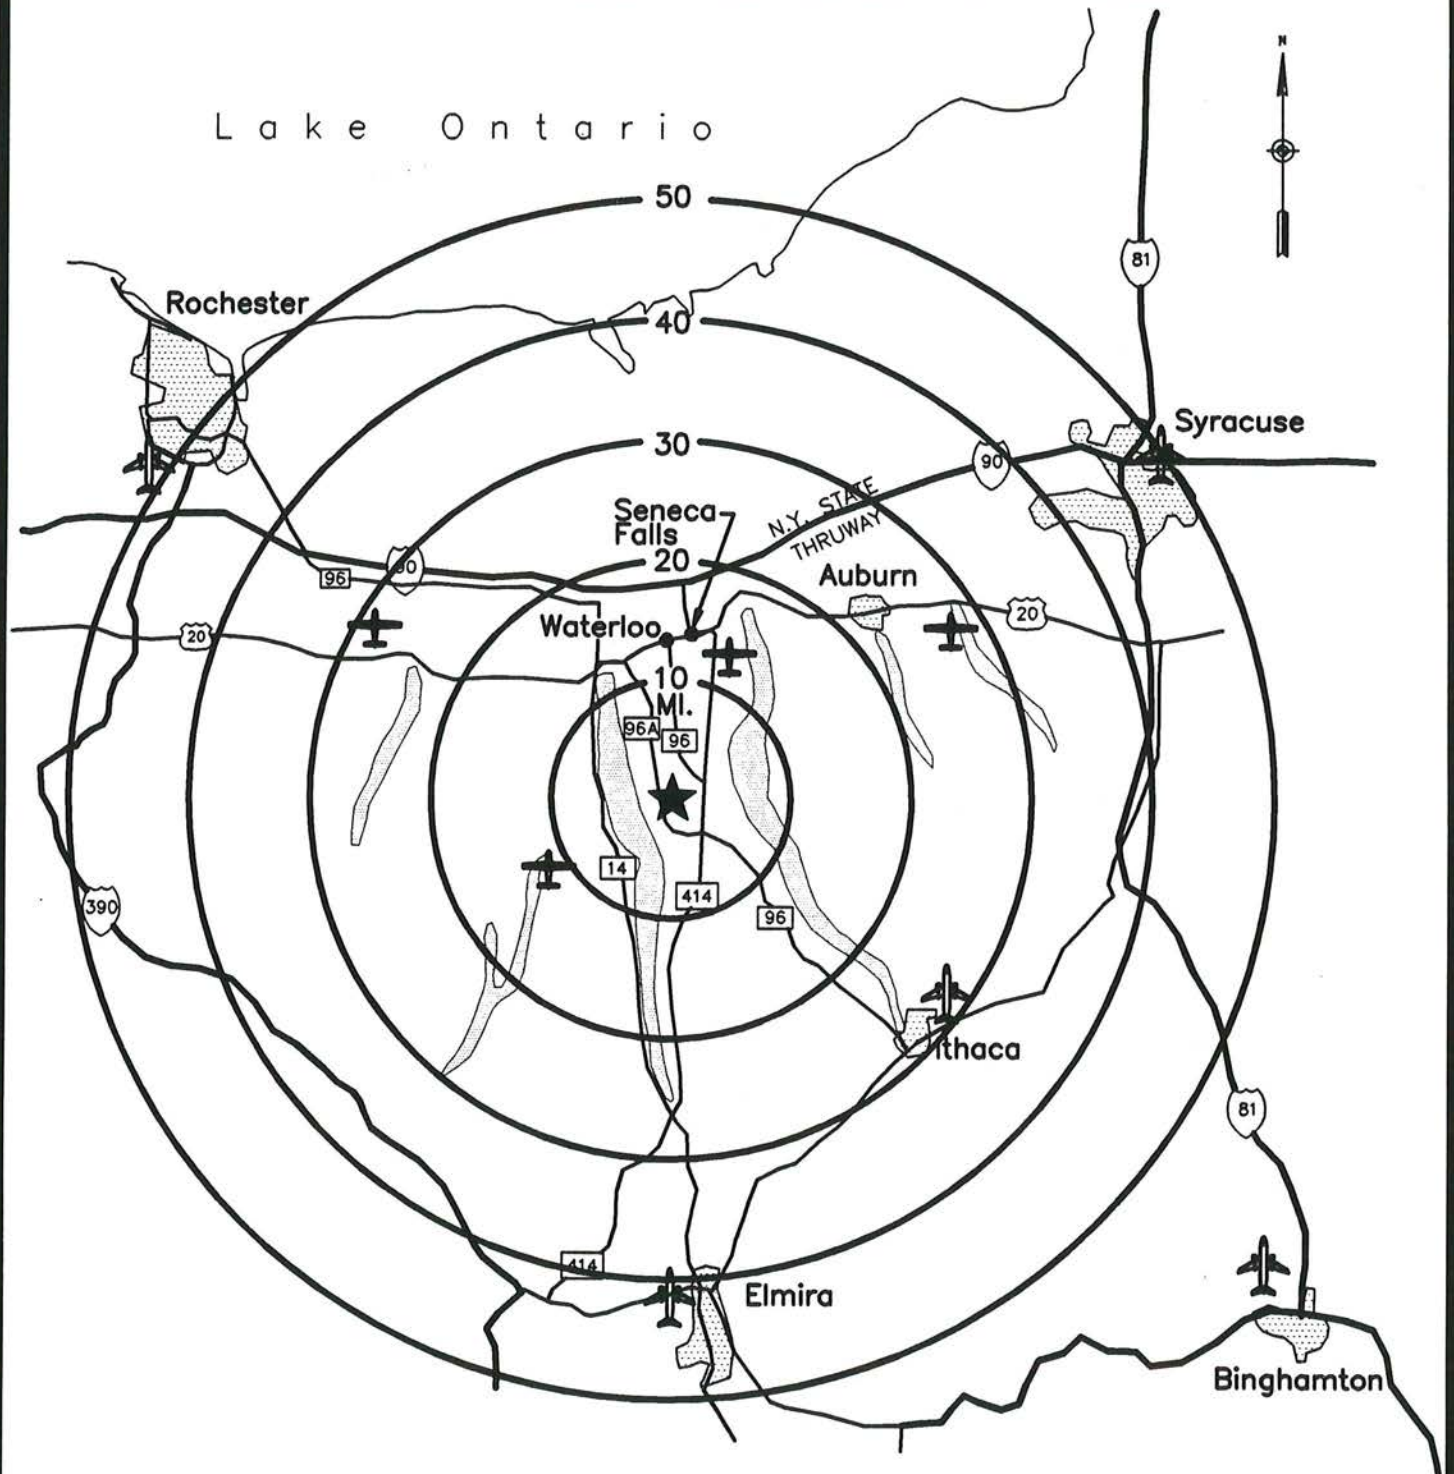 N
Lake Ontario
50
81
Rochester
40
Syracuse
30
90
N.Y. STATE
THRUWAY
Seneca
Falls
20
96
90
Auburn
20
Waterloo
20
10
MI.
96A
96
14
414
96
390
Ithaca
81
414
Elmira
Binghamton